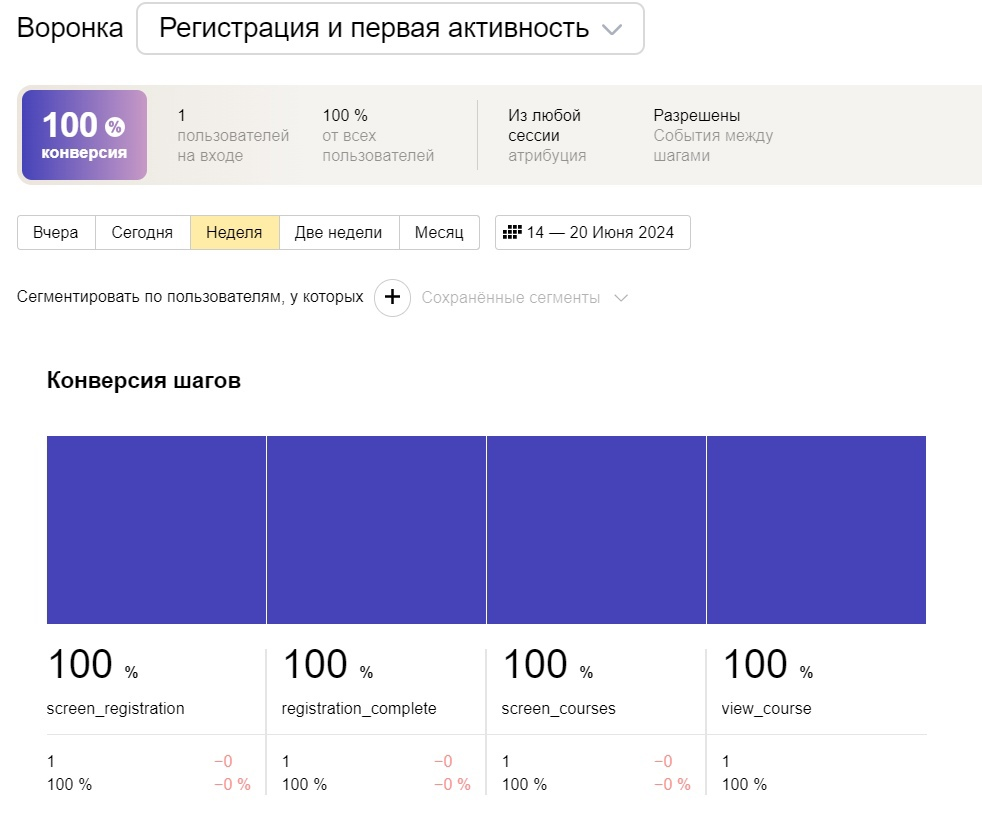 Воронка
Регистрация и первая активность
100 %
конверсия
1
пользователей
на входе
100 %
от всех
пользователей
Из любой
сессии
атрибуция
Разрешены
События между
шагами
Вчера
Сегодня
Неделя
Две недели
Месяц
14 — 20 Июня 2024
Сегментировать по пользователям, у которых
+
Сохранённые сегменты
Конверсия шагов
100 %
screen_registration
1 −0
100 % −0 %
100 %
registration_complete
1 −0
100 % −0 %
100 %
screen_courses
1 −0
100 % −0 %
100 %
view_course
1
100 %